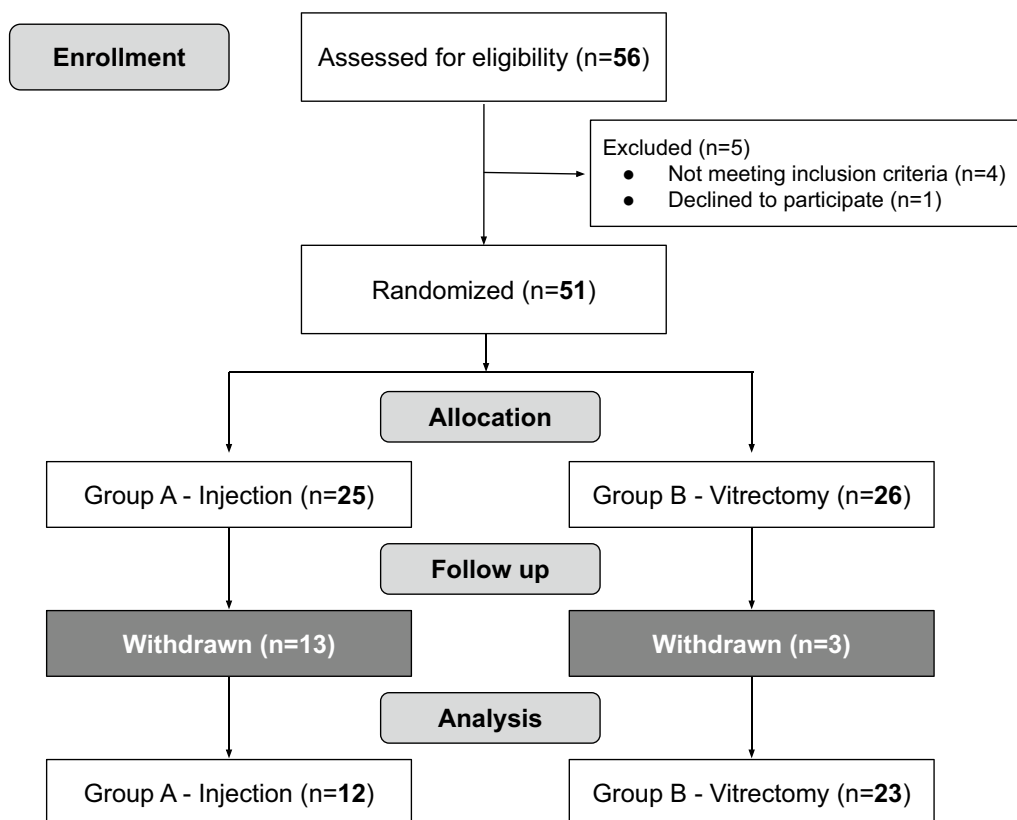 Enrollment
Assessed for eligibility (n=56)
Excluded (n=5)
● Not meeting inclusion criteria (n=4)
● Declined to participate (n=1)
Randomized (n=51)
Allocation
Group A - Injection (n=25)
Group B - Vitrectomy (n=26)
Follow up
Withdrawn (n=13)
Withdrawn (n=3)
Analysis
Group A - Injection (n=12)
Group B - Vitrectomy (n=23)